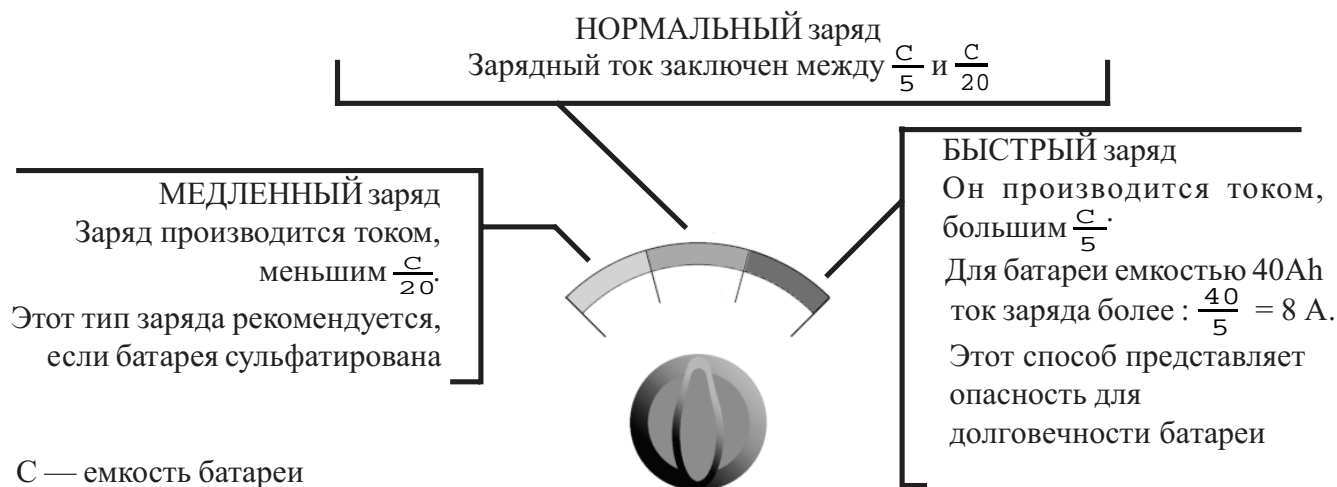 НОРМАЛЬНЫЙ заряд
Зарядный ток заключен между C/5 и C/20
МЕДЛЕННЫЙ заряд
Заряд производится током,
меньшим C/20.
Этот тип заряда рекомендуется,
если батарея сульфатирована
БЫСТРЫЙ заряд
Он производится током,
большим C/5.
Для батареи емкостью 40Ah
ток заряда более : 40/5 = 8 A.
Этот способ представляет
опасность для
долговечности батареи
C — емкость батареи